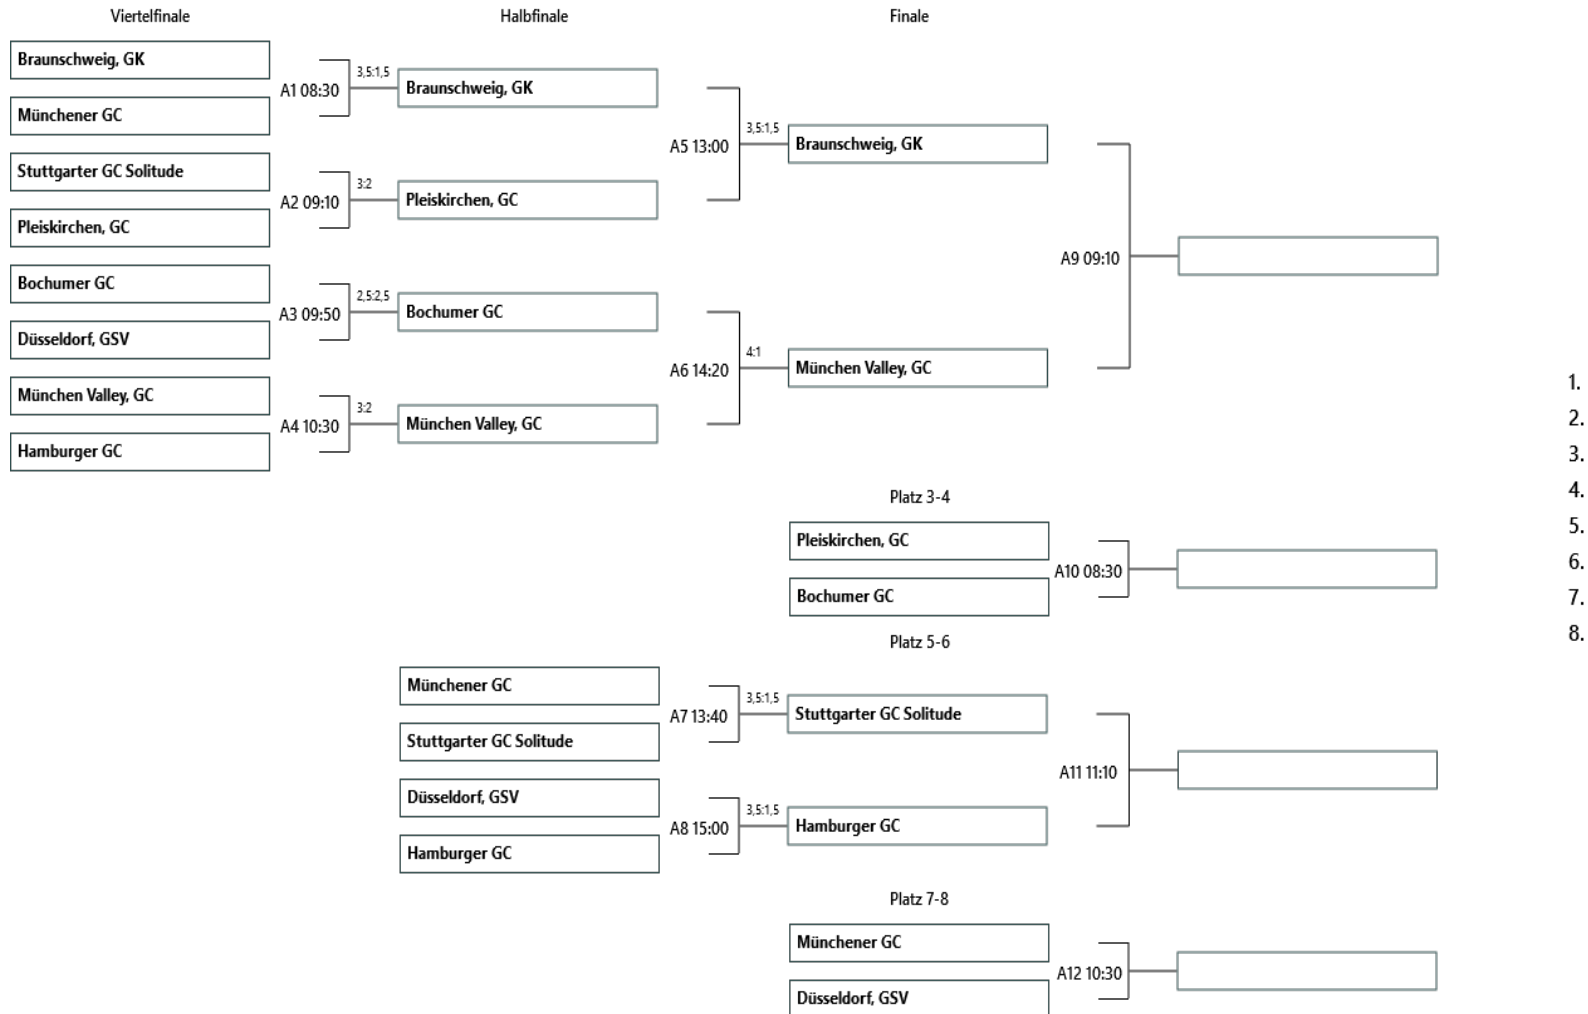 Viertelfinale
Halbfinale
Finale
Braunschweig, GK
Münchener GC
Stuttgarter GC Solitude
Pleiskirchen, GC
Bochumer GC
Düsseldorf, GSV
München Valley, GC
Hamburger GC
A1 08:30
3,5:1,5
A2 09:10
3:2
A3 09:50
2,5:2,5
A4 10:30
3:2
Braunschweig, GK
Pleiskirchen, GC
Bochumer GC
München Valley, GC
A5 13:00
3,5:1,5
A6 14:20
4:1
Braunschweig, GK
München Valley, GC
A9 09:10
Platz 3-4
Pleiskirchen, GC
Bochumer GC
A10 08:30
Platz 5-6
Münchener GC
Stuttgarter GC Solitude
Düsseldorf, GSV
Hamburger GC
A7 13:40
3,5:1,5
A8 15:00
3,5:1,5
Stuttgarter GC Solitude
Hamburger GC
A11 11:10
Platz 7-8
Münchener GC
Düsseldorf, GSV
A12 10:30
1.
2.
3.
4.
5.
6.
7.
8.